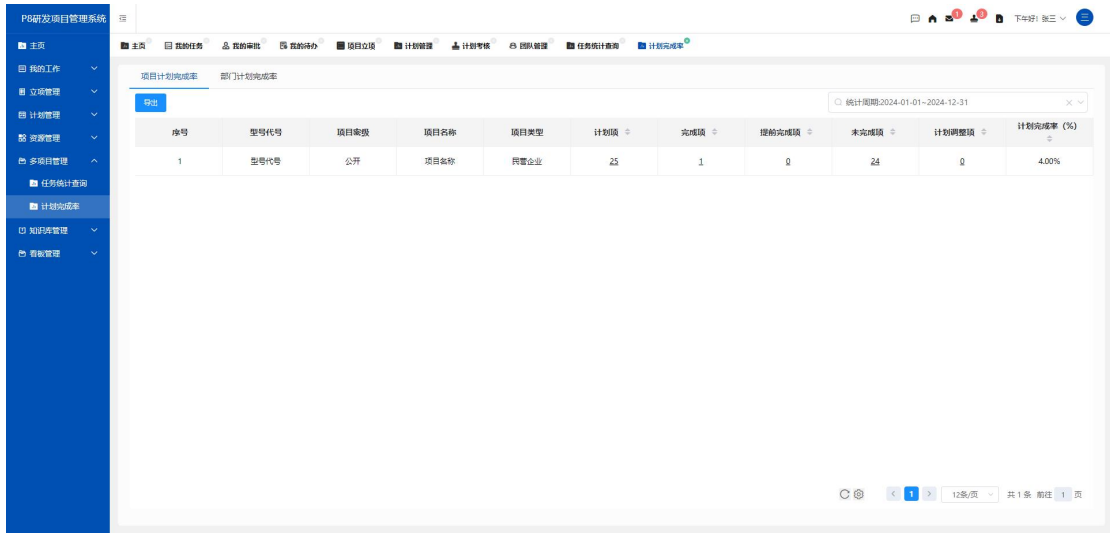 P8研发项目管理系统
1 3 下午好! 张三 三
主页
我的工作
立项管理
计划管理
资源管理
多项目管理
任务统计查询
计划完成率
知识库管理
看板管理
主页 我的任务 我的审批 我的待办 项目立项 计划管理 计划考核 团队管理 任务统计查询 计划完成率
项目计划完成率 部门计划完成率
导出 统计周期:2024-01-01~2024-12-31
序号 型号代号 项目密级 项目名称 项目类型 计划项 完成项 提前完成项 未完成项 计划调整项 计划完成率（%）
1 型号代号 公开 项目名称 民营企业 25 1 0 24 0 4.00%
1 12条/页 共 1 条 前往 1 页